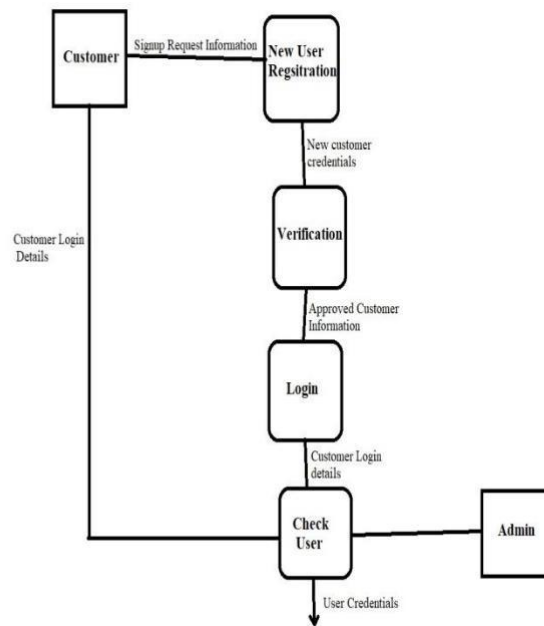 Customer
Signup Request Information
New User
Regsitration
New customer
credentials
Verification
Customer Login
Details
Approved Customer
Information
Login
Customer Login
details
Check
User
Admin
User Credentials